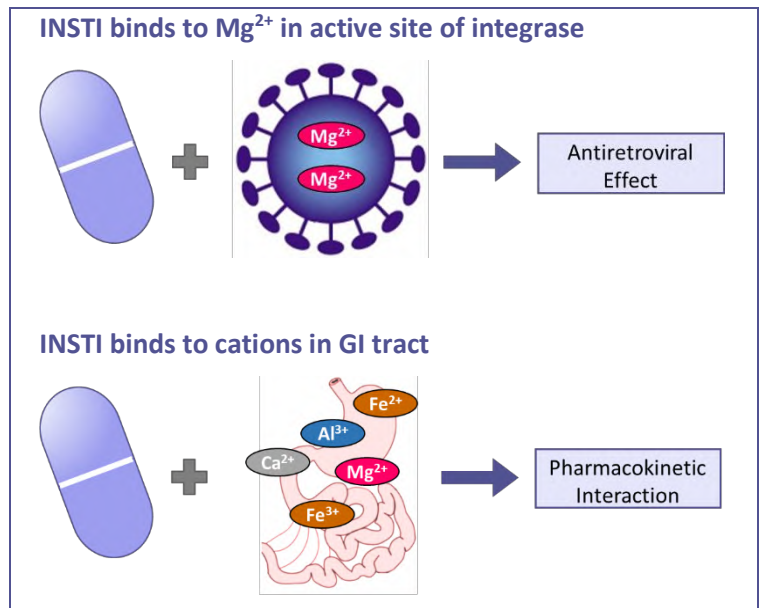 INSTI binds to Mg²⁺ in active site of integrase
Mg²⁺
Mg²⁺
Antiretroviral
Effect
INSTI binds to cations in GI tract
Fe²⁺
Al³⁺
Ca²⁺
Mg²⁺
Fe³⁺
Pharmacokinetic
Interaction